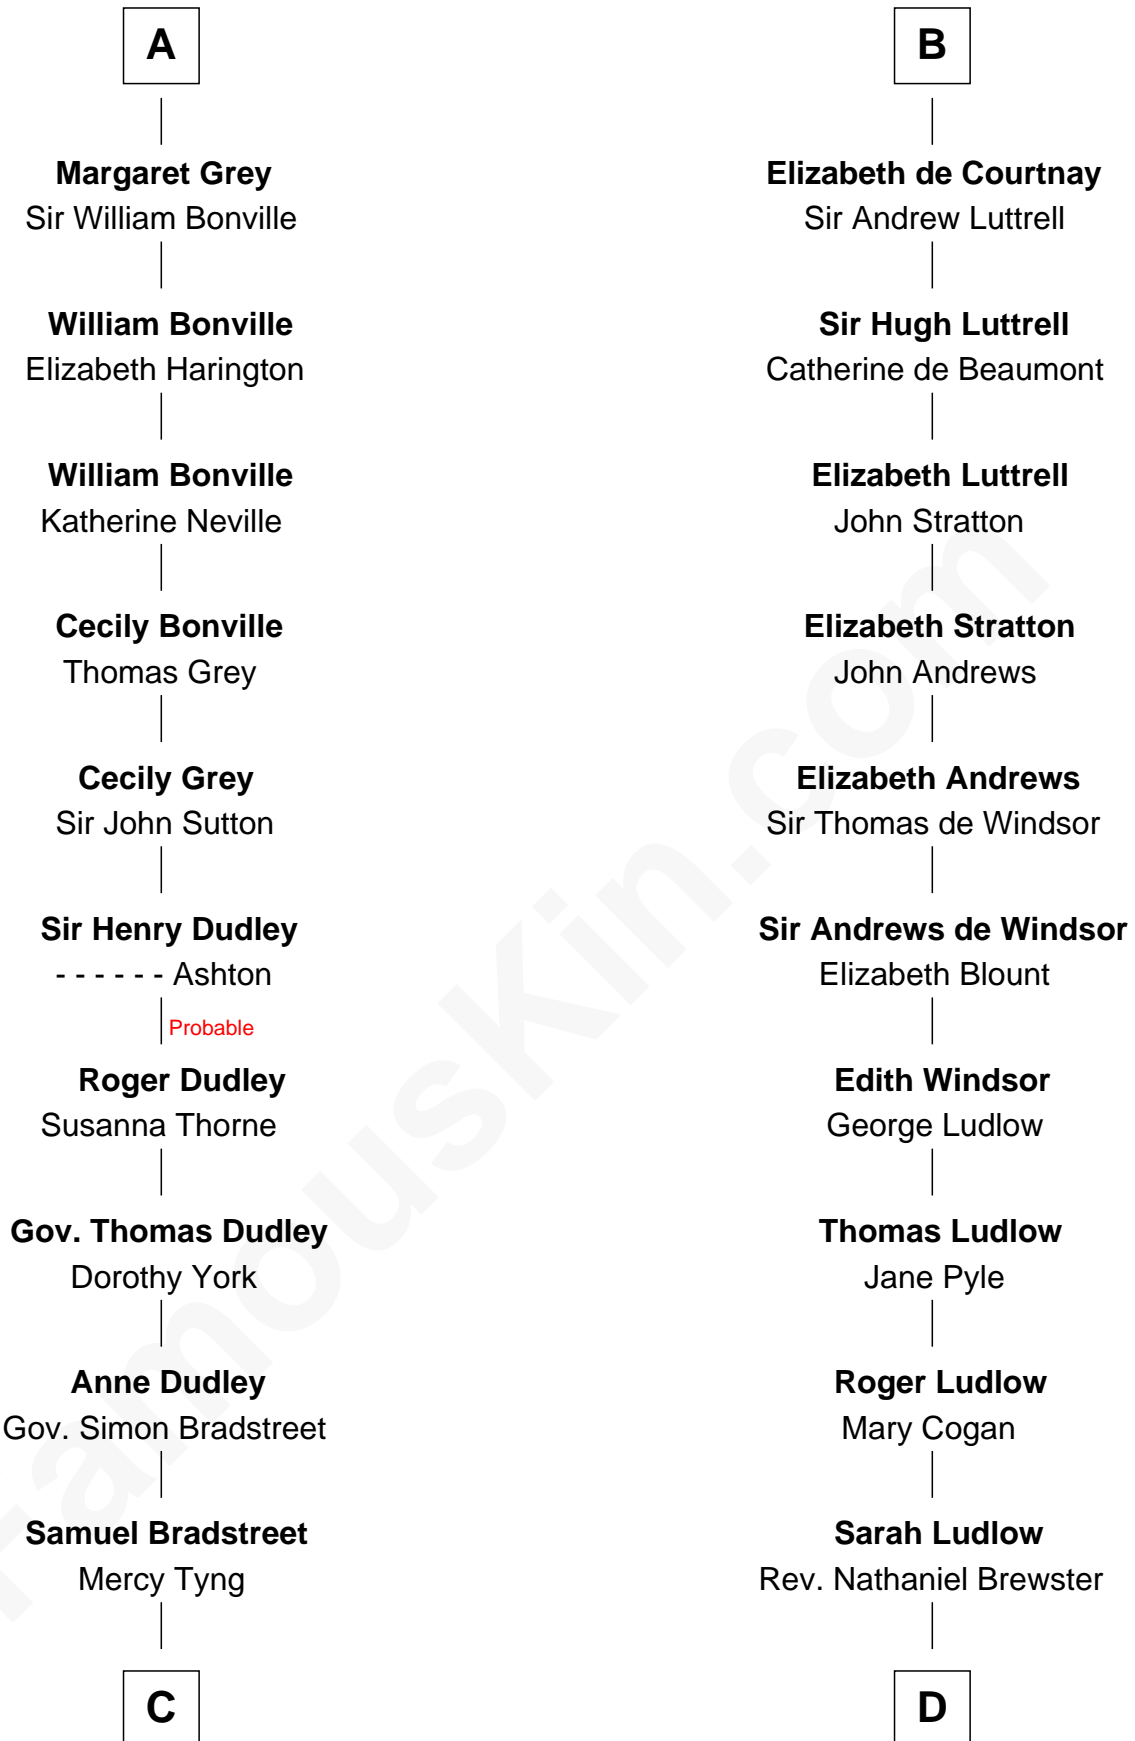 A
Margaret Grey
Sir William Bonville
William Bonville
Elizabeth Harington
William Bonville
Katherine Neville
Cecily Bonville
Thomas Grey
Cecily Grey
Sir John Sutton
Sir Henry Dudley
- - - - - - Ashton
Probable
Roger Dudley
Susanna Thorne
Gov. Thomas Dudley
Dorothy York
Anne Dudley
Gov. Simon Bradstreet
Samuel Bradstreet
Mercy Tyng
C
B
Elizabeth de Courtnay
Sir Andrew Luttrell
Sir Hugh Luttrell
Catherine de Beaumont
Elizabeth Luttrell
John Stratton
Elizabeth Stratton
John Andrews
Elizabeth Andrews
Sir Thomas de Windsor
Sir Andrews de Windsor
Elizabeth Blount
Edith Windsor
George Ludlow
Thomas Ludlow
Jane Pyle
Roger Ludlow
Mary Cogan
Sarah Ludlow
Rev. Nathaniel Brewster
D
FamousKin.com